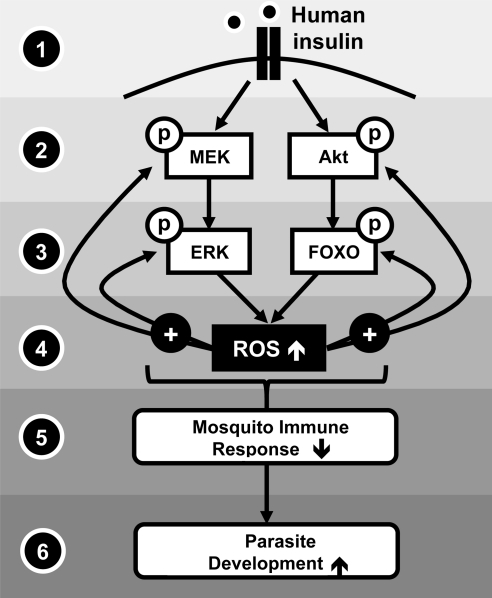 1
Human
insulin
2
p
MEK
Akt
p
3
p
ERK
FOXO
p
4
+
ROS
+
5
Mosquito Immune
Response
6
Parasite
Development